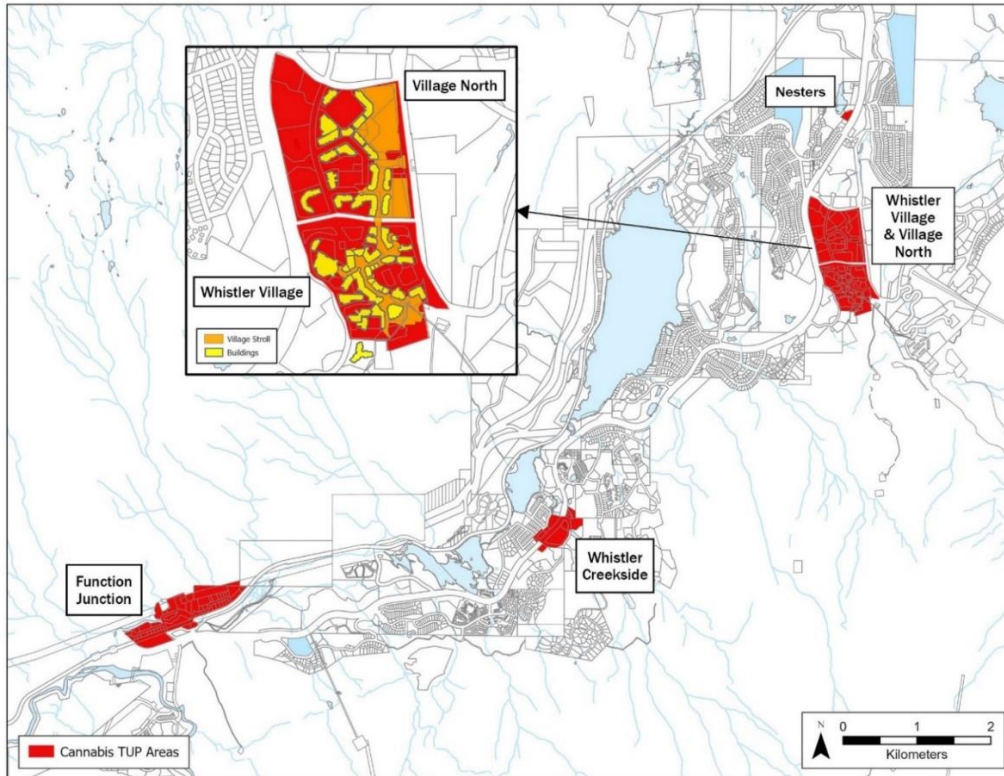 Village North
Whistler Village
Village Stroll
Buildings
Nesters
Whistler
Village
& Village
North
Whistler
Creekside
Function
Junction
Cannabis TUP Areas
N
0 1 2
Kilometers